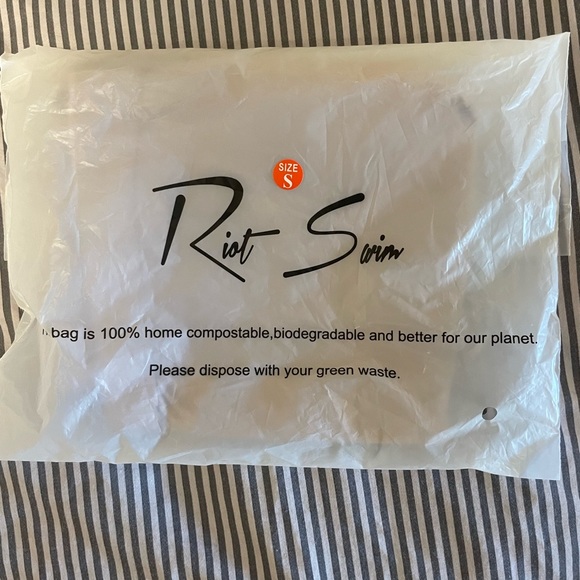 SIZE
S
Riot Swim
bag is 100% home compostable,biodegradable and better for our planet.
Please dispose with your green waste.